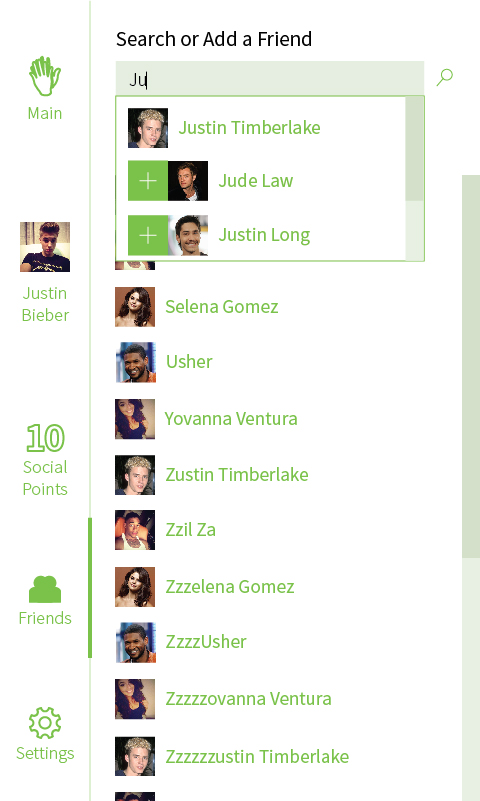 Search or Add a Friend
Ju
Justin Timberlake
Jude Law
Justin Long
Selena Gomez
Usher
Yovanna Ventura
Zustin Timberlake
Zzil Za
Zzzelena Gomez
ZzzzUsher
Zzzzzovanna Ventura
Zzzzzzustin Timberlake
Main
Justin
Bieber
10
Social
Points
Friends
Settings